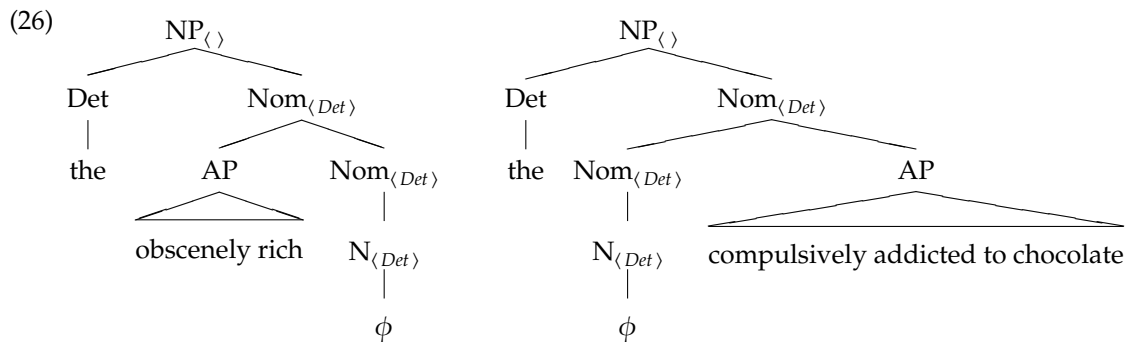 (26)
NP⟨ ⟩ NP⟨ ⟩
Det Nom⟨Det⟩ Det Nom⟨Det⟩
the AP Nom⟨Det⟩ the Nom⟨Det⟩ AP
obscenely rich N⟨Det⟩ N⟨Det⟩ compulsively addicted to chocolate
ϕ ϕ